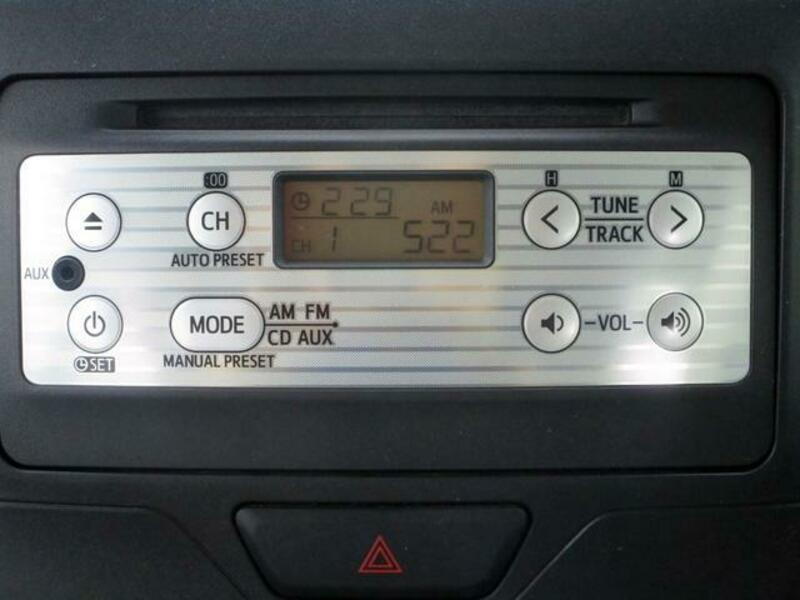 :00
CH
AUTO PRESET
2 29
AM
CH 1 522
H M
TUNE
TRACK
AUX
SET
MODE
AM FM
CD AUX
MANUAL PRESET
VOL